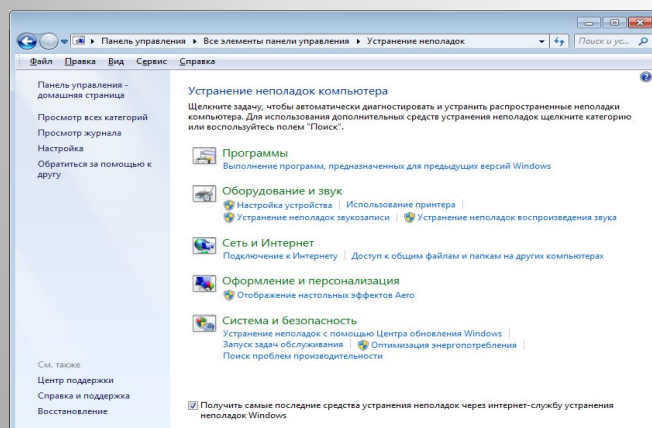 Панель управления ▸ Все элементы панели управления ▸ Устранение неполадок
Поиск и ус...
Файл Правка Вид Сервис Справка
Панель управления -
домашняя страница
Просмотр всех категорий
Просмотр журнала
Настройка
Обратиться за помощью к
другу
Устранение неполадок компьютера
Щелкните задачу, чтобы автоматически диагностировать и устранить распространенные неполадки
компьютера. Для использования дополнительных средств устранения неполадок щелкните категорию
или воспользуйтесь полем "Поиск".
Программы
Выполнение программ, предназначенных для предыдущих версий Windows
Оборудование и звук
Настройка устройства Использование принтера
Устранение неполадок звукозаписи Устранение неполадок воспроизведения звука
Сеть и Интернет
Подключение к Интернету Доступ к общим файлам и папкам на других компьютерах
Оформление и персонализация
Отображение настольных эффектов Aero
Система и безопасность
Устранение неполадок с помощью Центра обновления Windows
Запуск задач обслуживания Оптимизация энергопотребления
Поиск проблем производительности
См. также
Центр поддержки
Справка и поддержка
Восстановление
Получить самые последние средства устранения неполадок через интернет-службу устранения
неполадок Windows